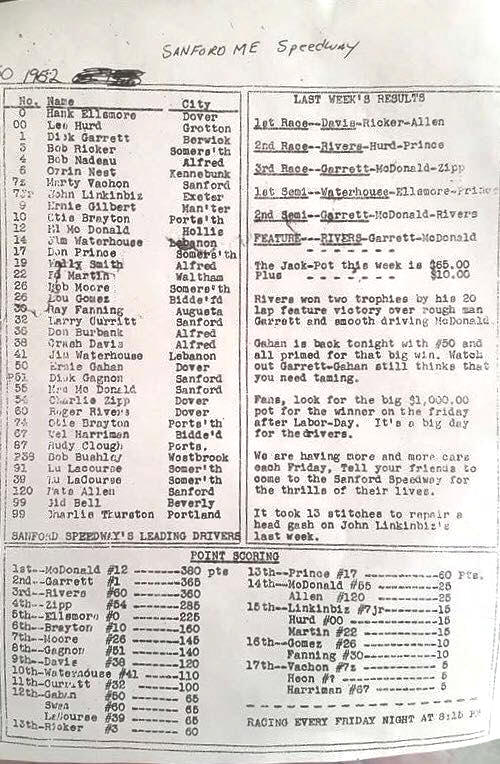 SANFORD ME Speedway
1962
No. Name City
0 Hank Ellsmore Dover
00 Leo Hurd Grotton
1 Dick Garrett Berwick
3 Bob Ricker Somers'th
4 Bob Nadeau Alfred
6 Orrin Nest Kennebunk
7z Marty Vachon Sanford
7jr John Linkinbiz Exeter
9 Ernie Gilbert Man'ter
10 Otis Brayton Ports'th
12 El Mc Donald Hollis
14 Jim Waterhouse Lebanon
17 Don Prince Somers'th
19 Wally Smith Alfred
22 Ed Martin Waltham
26 Bob Moore Somers'th
26 Lou Gomez Bidde'd
30 Ray Fanning Augusta
32 Larry Curritt Sanford
36 Don Burbank Alfred
38 Crash Davis Alfred
41 Jim Waterhouse Lebanon
50 Ernie Gahan Dover
51 Dick Gagnon Sanford
55 Mc Donald Sanford
54 Charlie Zipp Dover
60 Roger Rivers Dover
74 Otis Brayton Ports'th
67 Mel Harriman Bidde'd
87 Rudy Clough Ports'.
P38 Bob Bushley Westbrook
91 Lu LaCourse Somer'th
39 Lu LaCourse Somer'th
120 Pate Allen Sanford
99 Sid Bell Beverly
99 Charlie Thurston Portland
SANFORD SPEEDWAY'S LEADING DRIVERS
LAST WEEK'S RESULTS
1st Race--Davis-Ricker-Allen
2nd Race--Rivers-Hurd-Prince
3rd Race--Garrett-McDonald-Zipp
1st Semi--Waterhouse-Ellsmore-Prince
2nd Semi--Garrett-McDonald-Rivers
FEATURE---RIVERS-Garrett-McDonald
- - - - - - -
The Jack-Pot this week is $65.00
Plus - - - - - - - $10.00
Rivers won two trophies by his 20
lap feature victory over rough man
Garrett and smooth driving McDonald
Gahan is back tonight with #50 and
all primed for that big win. Watch
out Garrett-Gahan still thinks that
you need taming.
Fans, look for the big $1,000.00
pot for the winner on the friday
after Labor-Day. It's a big day
for the drivers.
We are having more and more cars
each Friday, Tell your friends to
come to the Sanford Speedway for
the thrills of their lives.
It took 13 stitches to repair a
head gash on John Linkinbiz's
last week.
POINT SCORING
1st--McDonald #12 -------380 pts
2nd--Garrett #1 -------365
3rd--Rivers #60 -------360
4th--Zipp #54 -------285
5th--Ellsmore #0 -------225
6th--Brayton #10 -------160
7th--Moore #26 -------145
8th--Gagnon #51 -------140
9th--Davis #38 -------120
10th-Waterhouse #41 ------110
11th-Curritt #32 ------100
12th-Gahan #50 ------65
Swan #60 ------65
LaCourse #39 ------65
13th-Ricker #3 ------60
13th--Prince #17 -----------60 Pts.
14th--McDonald #55 -----------25
Allen #120 -----------25
15th--Linkinbiz #7jr-----------15
Hurd #00 -----------15
Martin #22 -----------15
16th--Gomez #26 -----------10
Fanning #30-----------10
17th--Vachon #7z -----------5
Heon #? -----------5
Harriman #67 -----------5
RACING EVERY FRIDAY NIGHT AT 8:15 PM